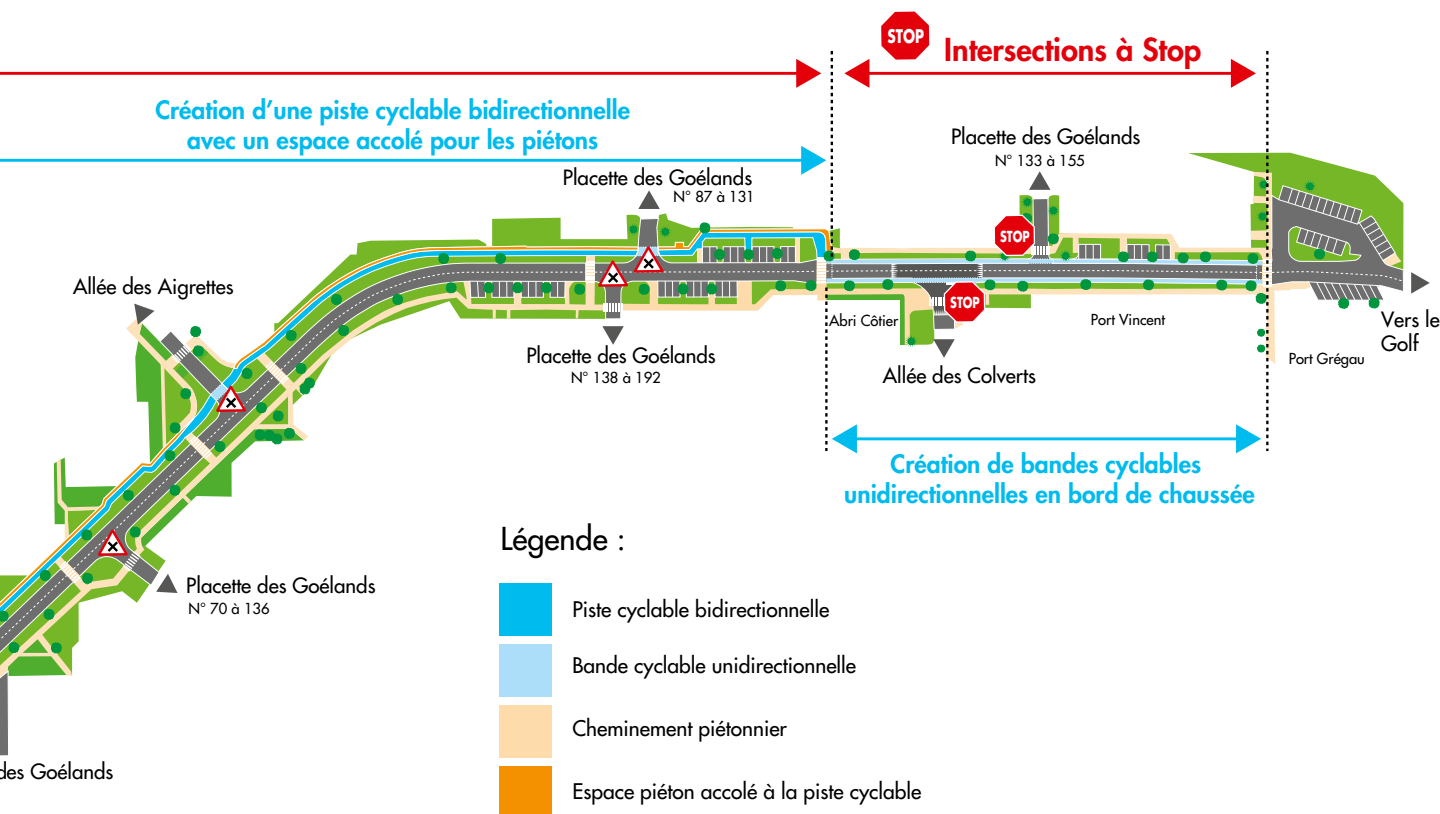 STOP
Intersections à Stop
Création d'une piste cyclable bidirectionnelle
avec un espace accolé pour les piétons
Placette des Goélands
N° 133 à 155
Placette des Goélands
N° 87 à 131
STOP
Allée des Aigrettes
STOP
Abri Côtier
Port Vincent
Vers le
Golf
Placette des Goélands
N° 138 à 192
Port Grégau
Allée des Colverts
Création de bandes cyclables
unidirectionnelles en bord de chaussée
Légende :
Placette des Goélands
N° 70 à 136
Piste cyclable bidirectionnelle
Bande cyclable unidirectionnelle
Cheminement piétonnier
des Goélands
Espace piéton accolé à la piste cyclable